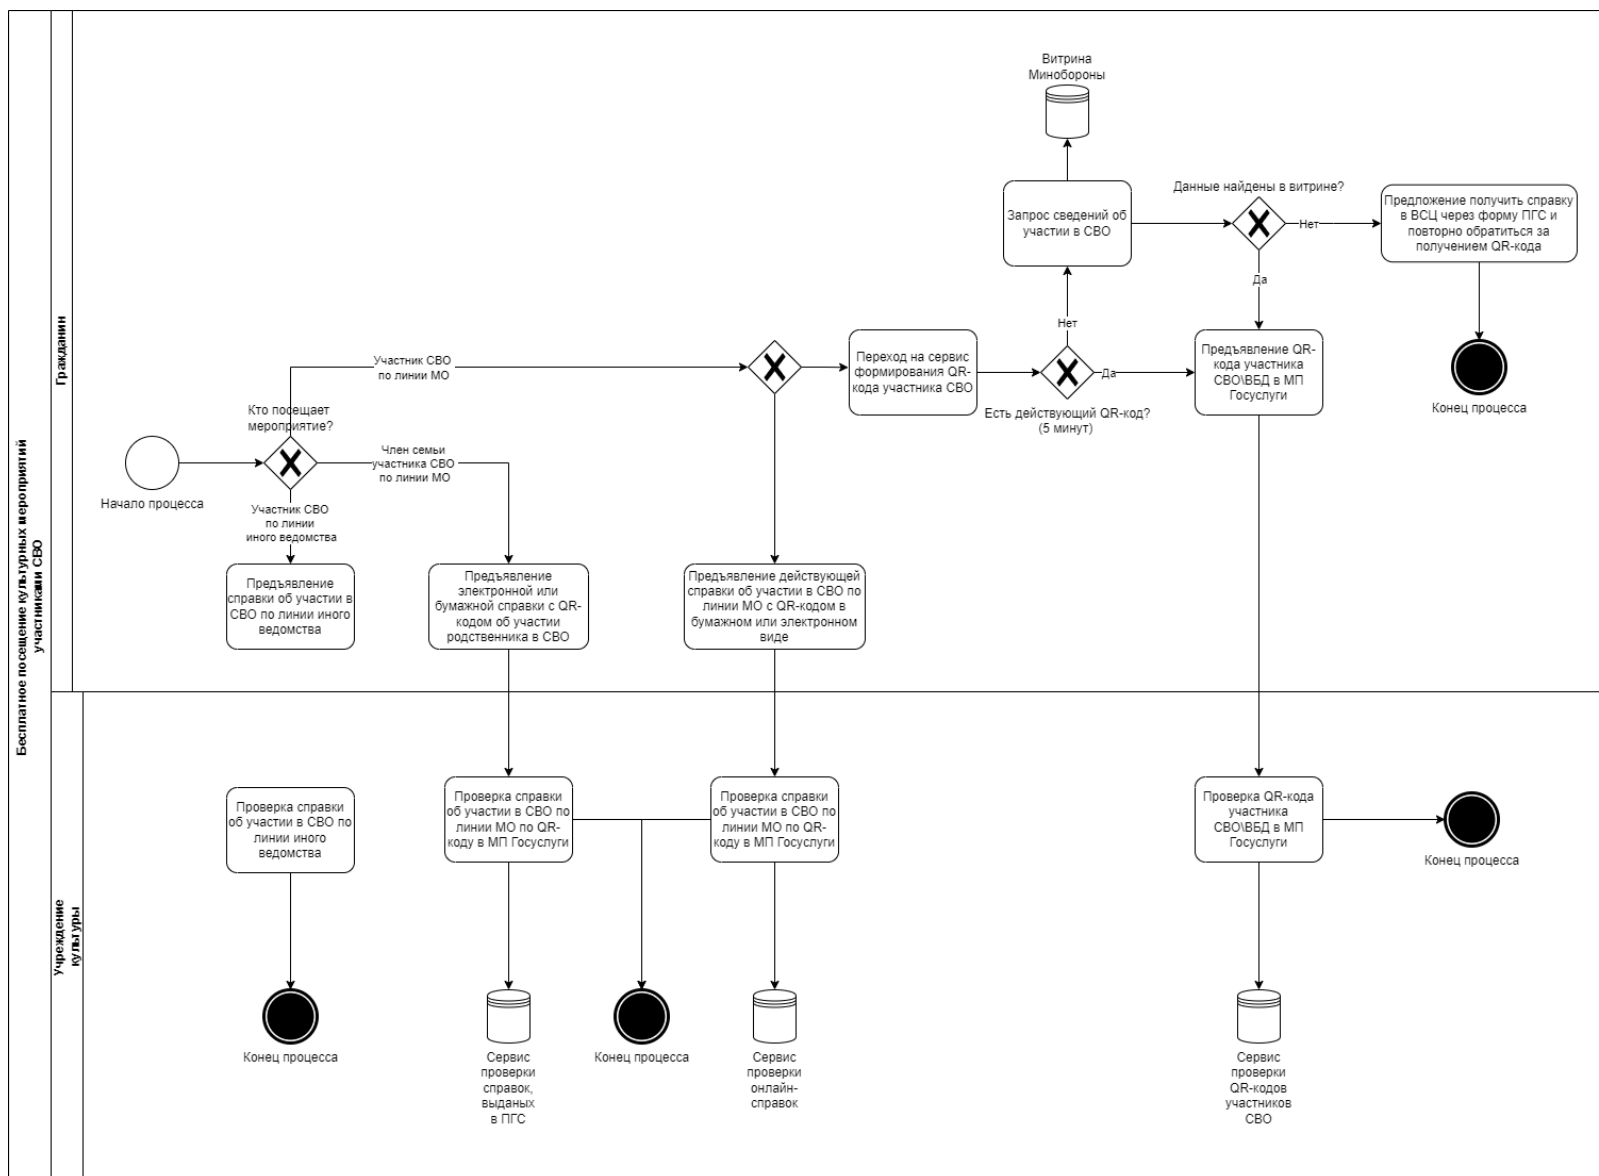 Бесплатное посещение культурных мероприятий
участниками СВО
Гражданин
Витрина
Минобороны
Запрос сведений об
участии в СВО
Данные найдены в витрине?
Нет
Да
Предложение получить справку
в ВСЦ через форму ПГС и
повторно обратиться за
получением QR-кода
Конец процесса
Начало процесса
Кто посещает
мероприятие?
Участник СВО
по линии МО
Член семьи
участника СВО
по линии МО
Участник СВО
по линии
иного ведомства
Переход на сервис
формирования QR-
кода участника СВО
Нет
Да
Есть действующий QR-код?
(5 минут)
Предъявление QR-
кода участника
СВО\ВБД в МП
Госуслуги
Предъявление
справки об участии в
СВО по линии иного
ведомства
Предъявление
электронной или
бумажной справки с QR-
кодом об участии
родственника в СВО
Предъявление действующей
справки об участии в СВО по
линии МО с QR-кодом в
бумажном или электронном
виде
Учреждение
культуры
Проверка справки
об участии в СВО по
линии иного
ведомства
Проверка справки
об участии в СВО по
линии МО по QR-
коду в МП Госуслуги
Проверка справки
об участии в СВО по
линии МО по QR-
коду в МП Госуслуги
Проверка QR-кода
участника
СВО\ВБД в МП
Госуслуги
Конец процесса
Конец процесса
Сервис
проверки
справок,
выданых
в ПГС
Конец процесса
Сервис
проверки
онлайн-
справок
Сервис
проверки
QR-кодов
участников
СВО